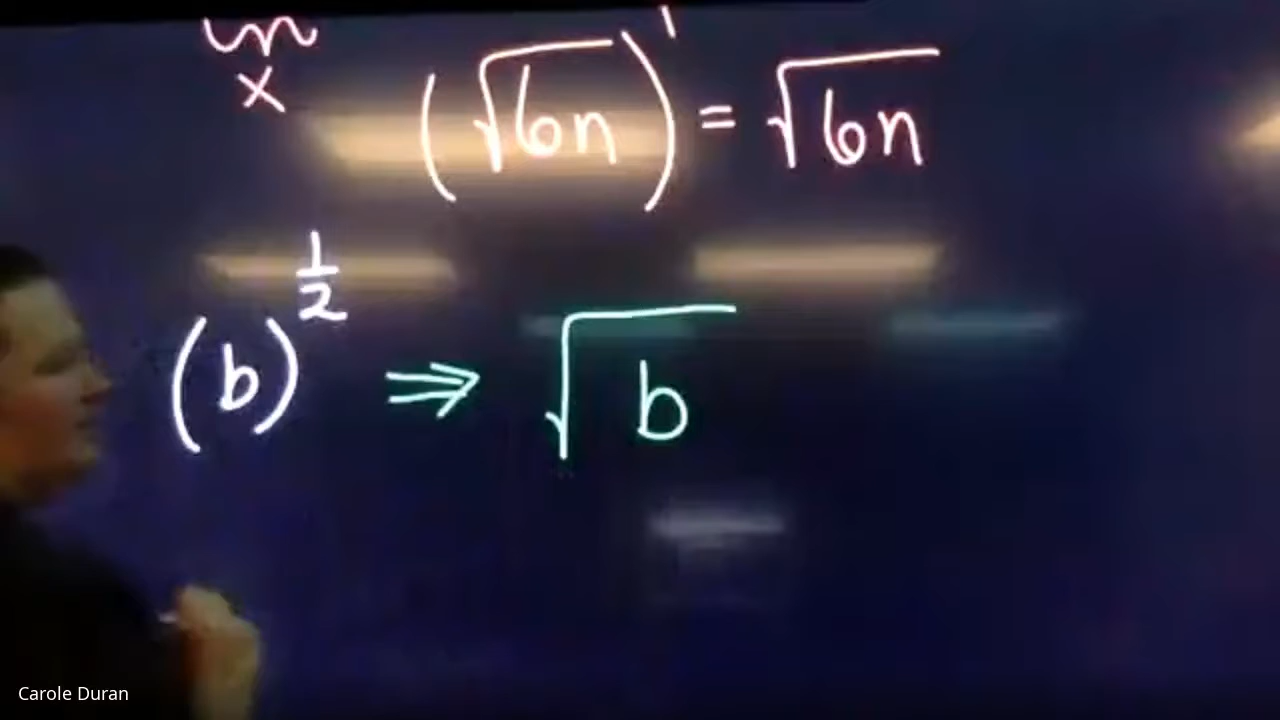 x (√6n)¹ = √6n
(b)^½ ⇒ √b
Carole Duran